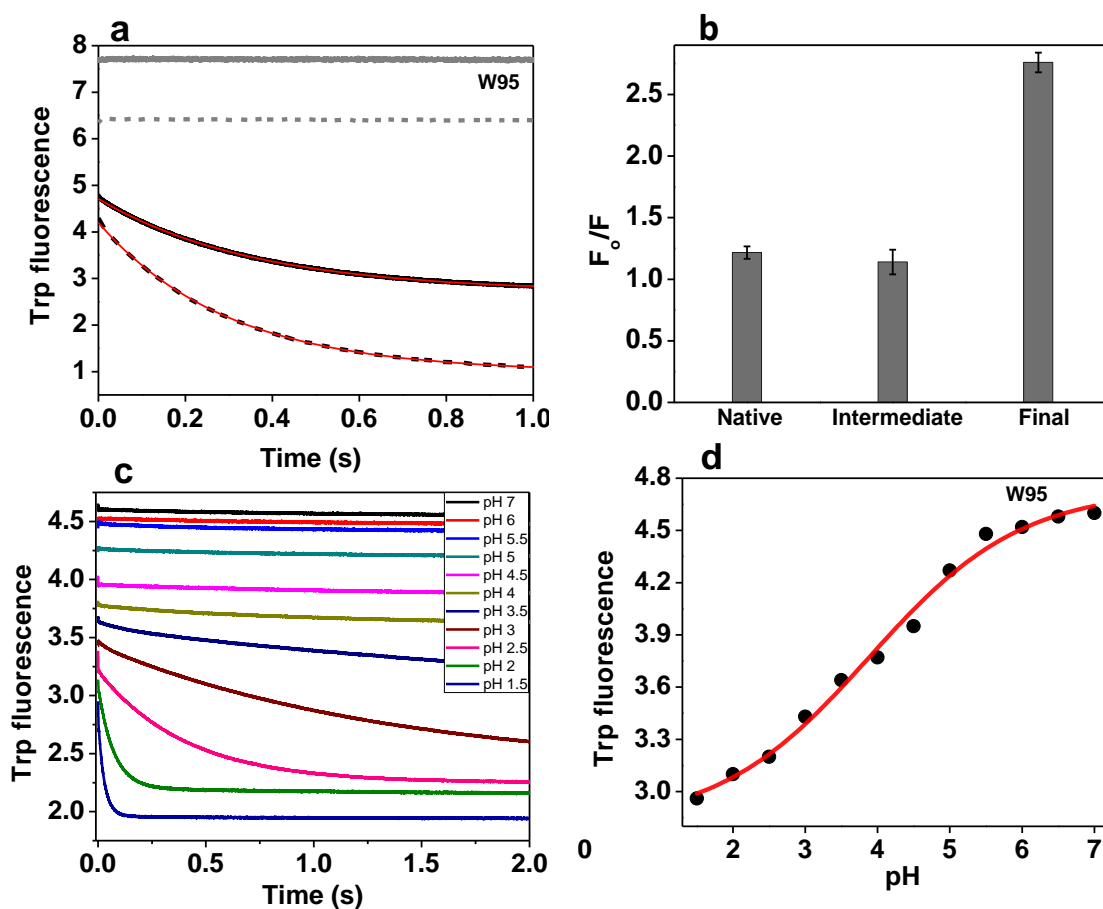 a
8
7
6
5
4
3
2
1
W95
Trp fluorescence
0.0 0.2 0.4 0.6 0.8 1.0
Time (s)
b
2.5
2.0
1.5
1.0
0.5
0.0
Fo/F
Native Intermediate Final
c
4.5
4.0
3.5
3.0
2.5
2.0
Trp fluorescence
pH 7
pH 6
pH 5.5
pH 5
pH 4.5
pH 4
pH 3.5
pH 3
pH 2.5
pH 2
pH 1.5
0.0 0.5 1.0 1.5 2.0
Time (s)
d
4.8
4.5
4.2
3.9
3.6
3.3
3.0
W95
Trp fluorescence
0 2 3 4 5 6 7
pH